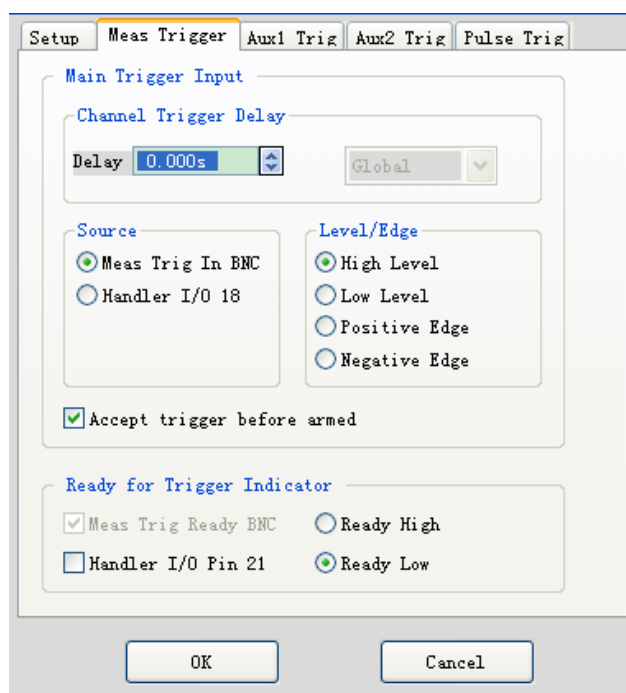 Setup Meas Trigger Aux1 Trig Aux2 Trig Pulse Trig
Main Trigger Input
Channel Trigger Delay
Delay 0.000s Global
Source Level/Edge
Meas Trig In BNC High Level
Handler I/O 18 Low Level
Positive Edge
Negative Edge
Accept trigger before armed
Ready for Trigger Indicator
Meas Trig Ready BNC Ready High
Handler I/O Pin 21 Ready Low
OK Cancel